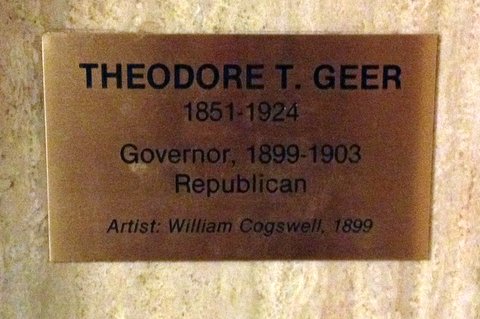 THEODORE T. GEER
1851-1924
Governor, 1899-1903
Republican
Artist: William Cogswell, 1899